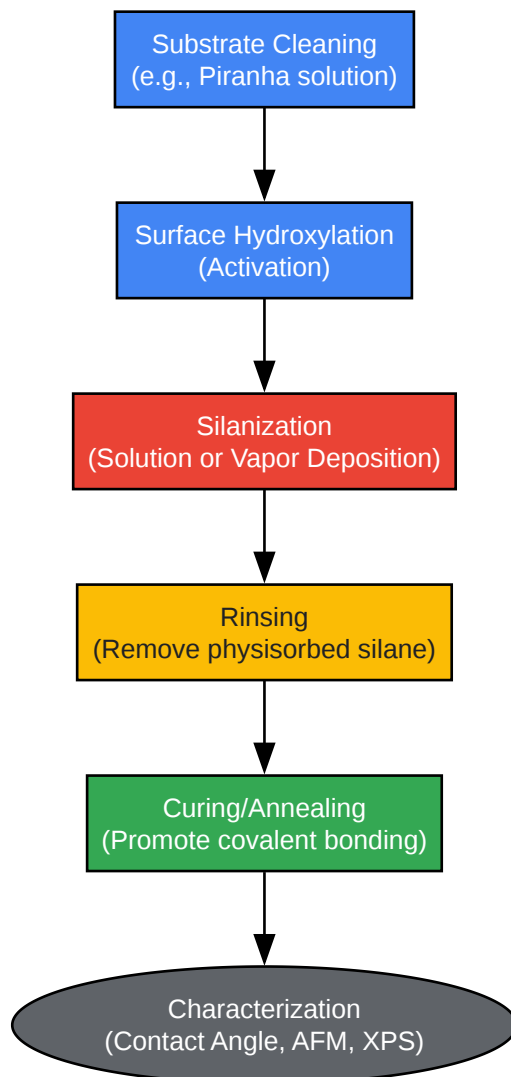 Substrate Cleaning
(e.g., Piranha solution)
Surface Hydroxylation
(Activation)
Silanization
(Solution or Vapor Deposition)
Rinsing
(Remove physisorbed silane)
Curing/Annealing
(Promote covalent bonding)
Characterization
(Contact Angle, AFM, XPS)